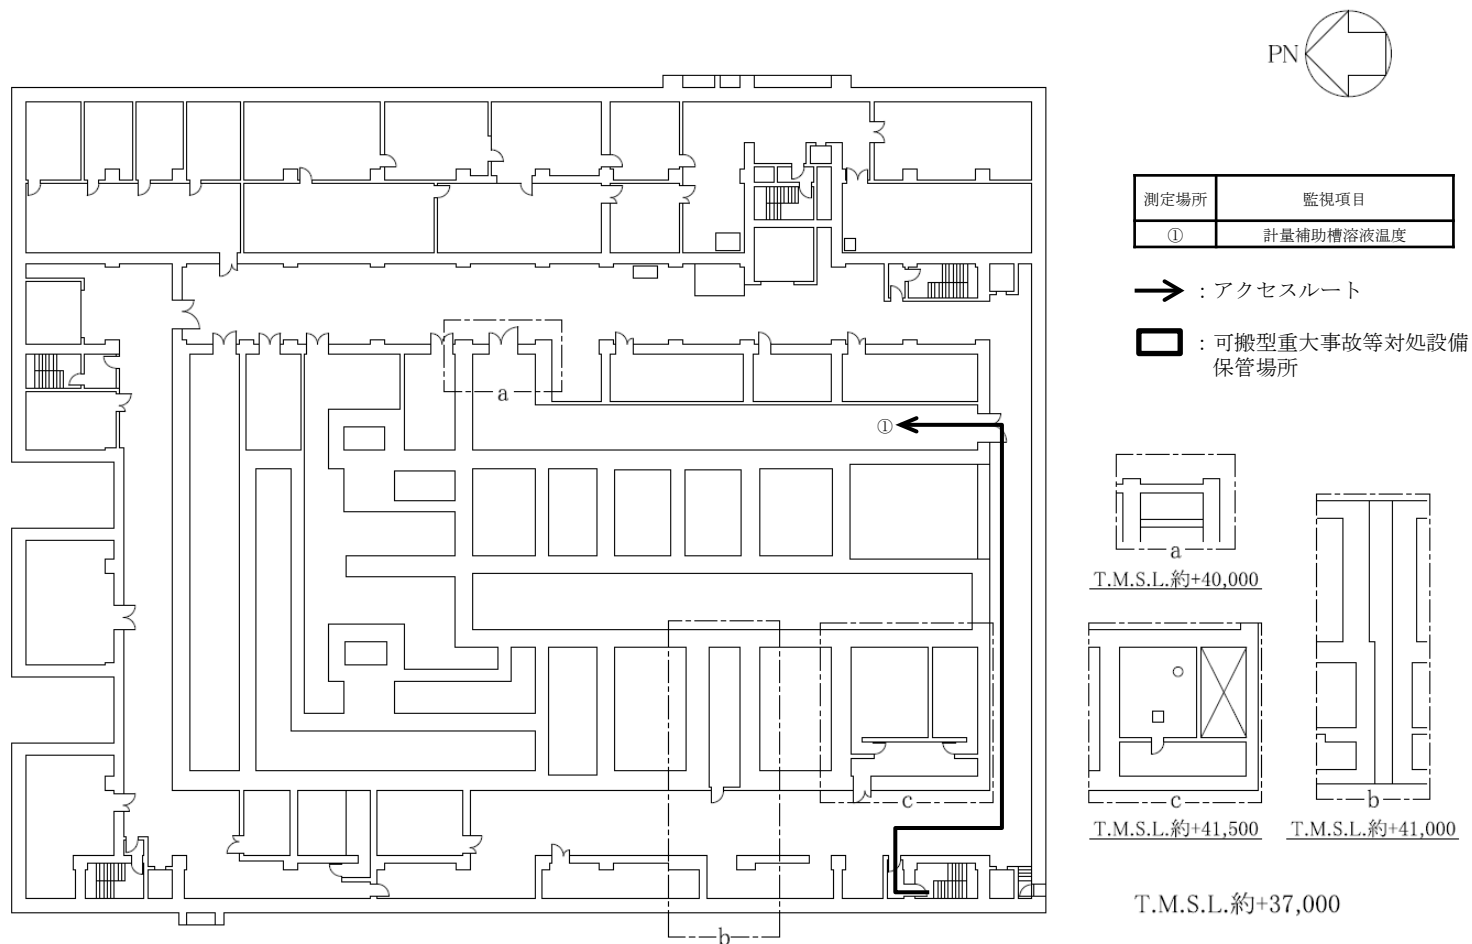 PN
測定場所 監視項目
① 計量補助槽溶液温度
：アクセスルート
：可搬型重大事故等対処設備
保管場所
a
①
a
T.M.S.L.約+40,000
c
c
T.M.S.L.約+41,500
b
T.M.S.L.約+41,000
b
T.M.S.L.約+37,000